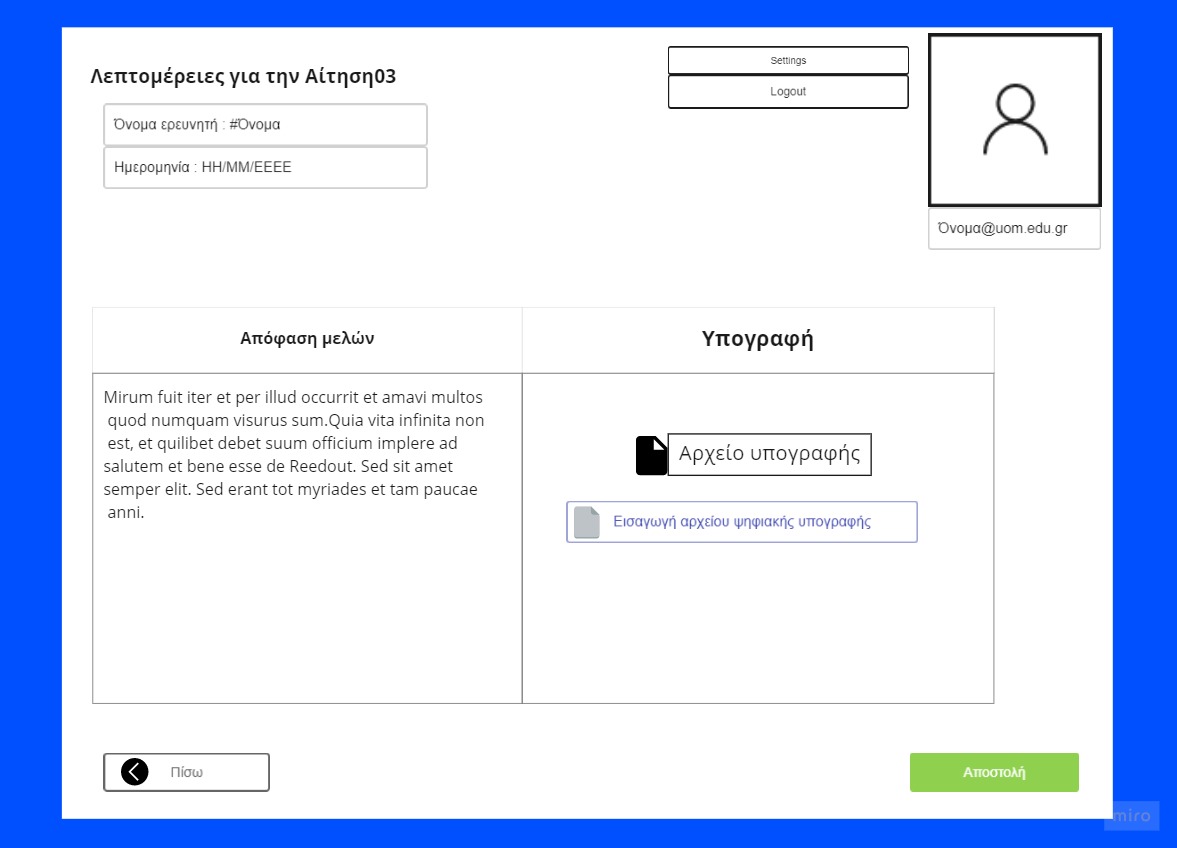 Λεπτομέρειες για την Αίτηση03
Settings
Logout
Όνομα ερευνητή : #Όνομα
Ημερομηνία : ΗΗ/ΜΜ/ΕΕΕΕ
Όνομα@uom.edu.gr
Απόφαση μελών
Υπογραφή
Mirum fuit iter et per illud occurrit et amavi multos
quod numquam visurus sum.Quia vita infinita non
est, et quilibet debet suum officium implere ad
salutem et bene esse de Reedout. Sed sit amet
semper elit. Sed erant tot myriades et tam paucae
anni.
Αρχείο υπογραφής
Εισαγωγή αρχείου ψηφιακής υπογραφής
Πίσω
Αποστολή
miro